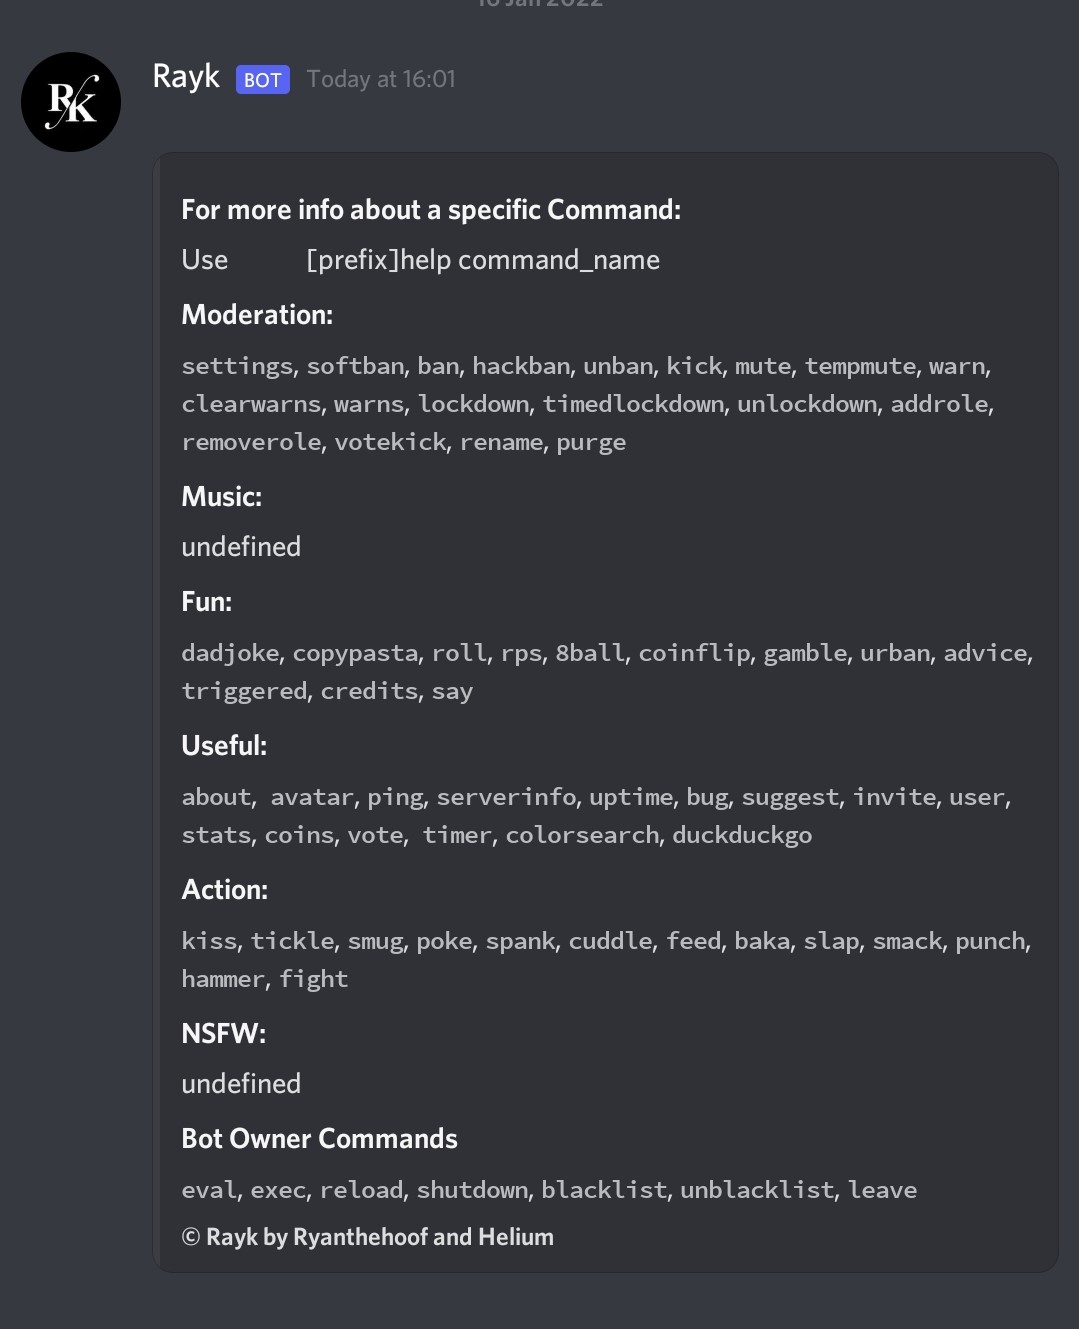 16 Jan 2022
RK
Rayk BOT Today at 16:01
For more info about a specific Command:
Use [prefix]help command_name
Moderation:
settings, softban, ban, hackban, unban, kick, mute, tempmute, warn,
clearwarns, warns, lockdown, timedlockdown, unlockdown, addrole,
removerole, votekick, rename, purge
Music:
undefined
Fun:
dadjoke, copypasta, roll, rps, 8ball, coinflip, gamble, urban, advice,
triggered, credits, say
Useful:
about, avatar, ping, serverinfo, uptime, bug, suggest, invite, user,
stats, coins, vote, timer, colorsearch, duckduckgo
Action:
kiss, tickle, smug, poke, spank, cuddle, feed, baka, slap, smack, punch,
hammer, fight
NSFW:
undefined
Bot Owner Commands
eval, exec, reload, shutdown, blacklist, unblacklist, leave
© Rayk by Ryanthehoof and Helium